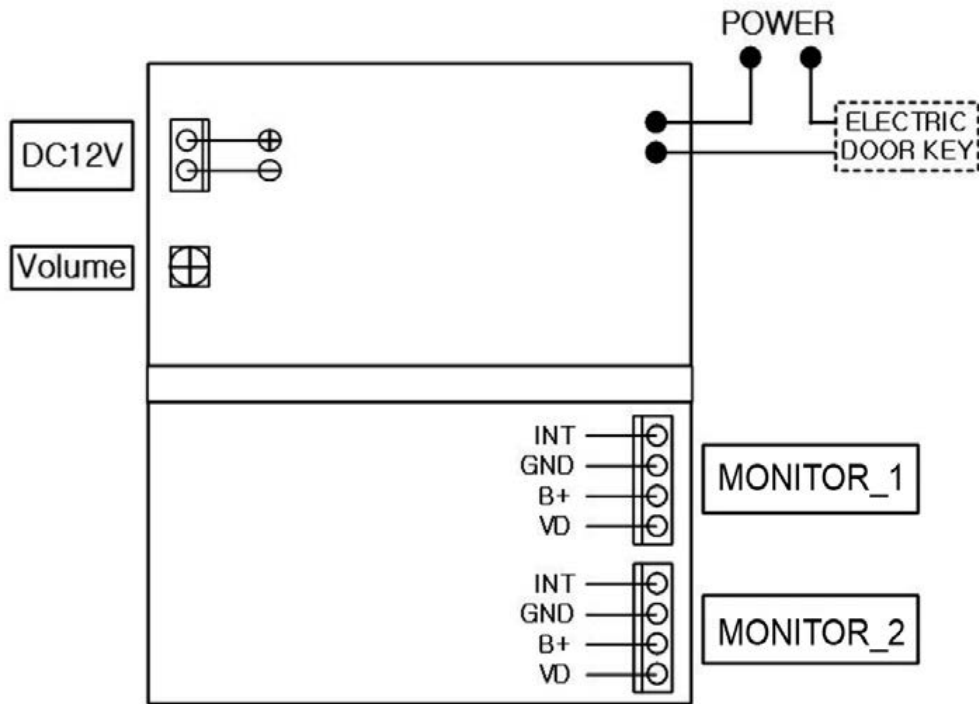 POWER
DC12V
ELECTRIC
DOOR KEY
Volume
INT
GND
B+
VD
MONITOR_1
INT
GND
B+
VD
MONITOR_2